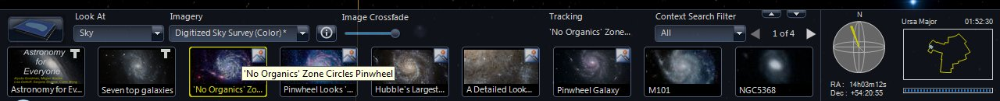 Look At
Imagery
Image Crossfade
Tracking
Context Search Filter
Sky
Digitized Sky Survey (Color) *
'No Organics' Zone...
All
1 of 4
Astronomy
for
Everyone
Astronomy for Ev...
Seven top galaxies
'No Organics' Zo...
'No Organics' Zone Circles Pinwheel
Pinwheel Looks '...
Hubble's Largest...
A Detailed Look...
Pinwheel Galaxy
M101
NGC5368
N
RA : 14h03m12s
Dec : +54:20:55
Ursa Major
01:52:30